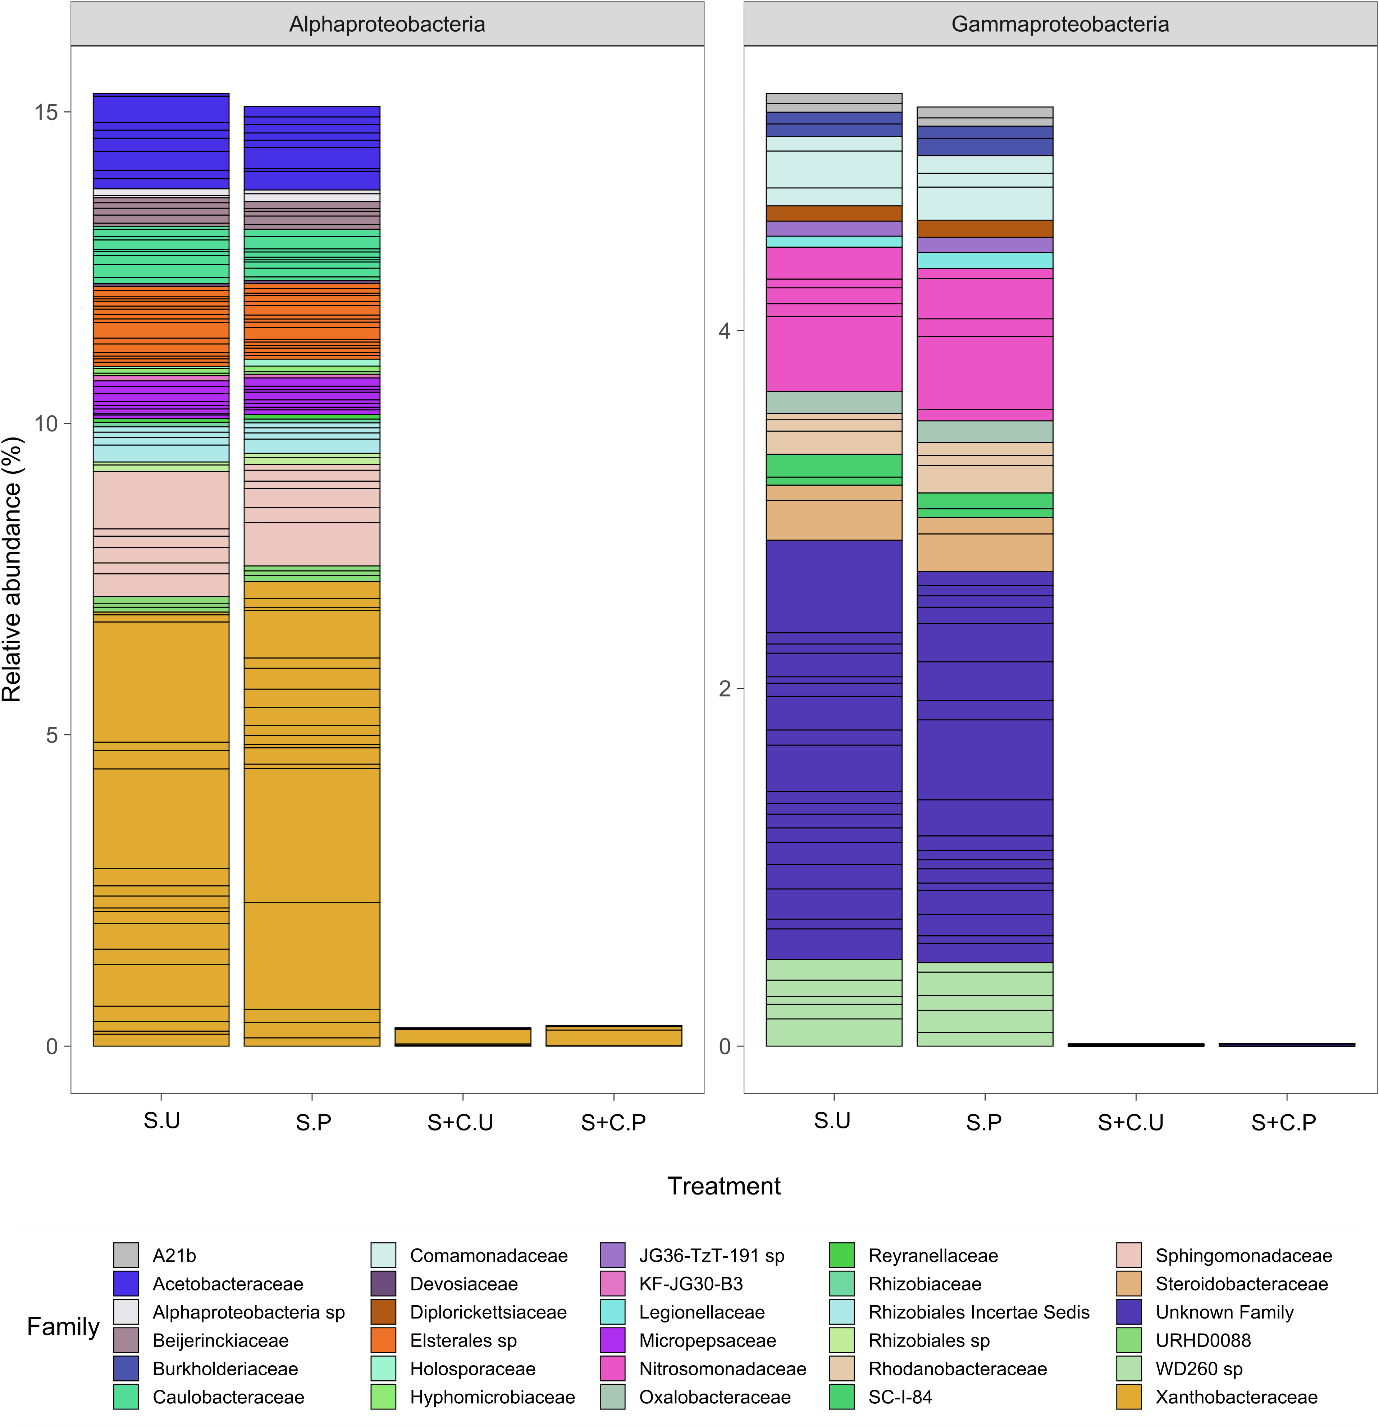 Alphaproteobacteria
Gammaproteobacteria
Relative abundance (%)
15
10
5
0
4
2
0
S.U
S.P
S+C.U
S+C.P
S.U
S.P
S+C.U
S+C.P
Treatment
Family
A21b
Acetobacteraceae
Alphaproteobacteria sp
Beijerinckiaceae
Burkholderiaceae
Caulobacteraceae
Comamonadaceae
Devosiaceae
Diplorickettsiaceae
Elsterales sp
Holosporaceae
Hyphomicrobiaceae
JG36-TzT-191 sp
KF-JG30-B3
Legionellaceae
Micropepsaceae
Nitrosomonadaceae
Oxalobacteraceae
Reyranellaceae
Rhizobiaceae
Rhizobiales Incertae Sedis
Rhizobiales sp
Rhodanobacteraceae
SC-I-84
Sphingomonadaceae
Steroidobacteraceae
Unknown Family
URHD0088
WD260 sp
Xanthobacteraceae